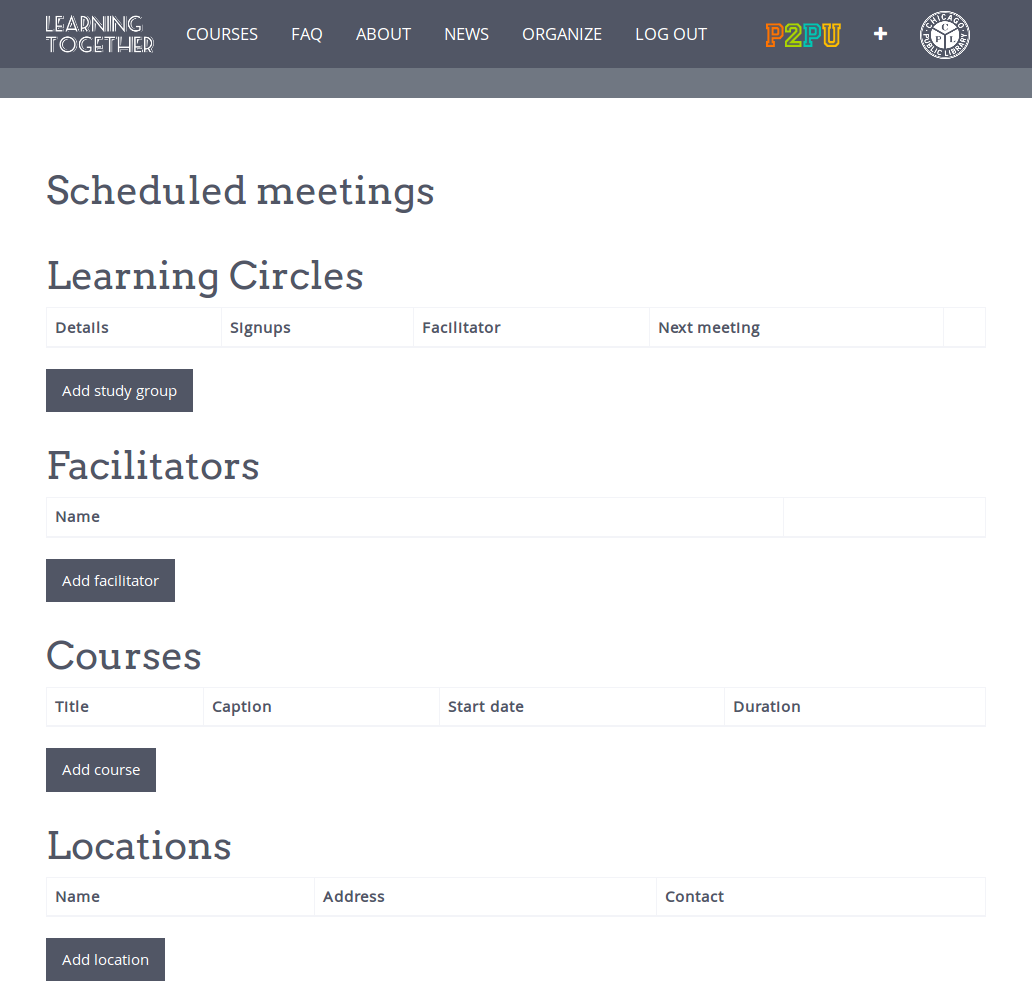 LEARNING
TOGETHER
COURSES FAQ ABOUT NEWS ORGANIZE LOG OUT P2PU + CHICAGO PUBLIC LIBRARY CPL
Scheduled meetings
Learning Circles
Details Signups Facilitator Next meeting
Add study group
Facilitators
Name
Add facilitator
Courses
Title Caption Start date Duration
Add course
Locations
Name Address Contact
Add location